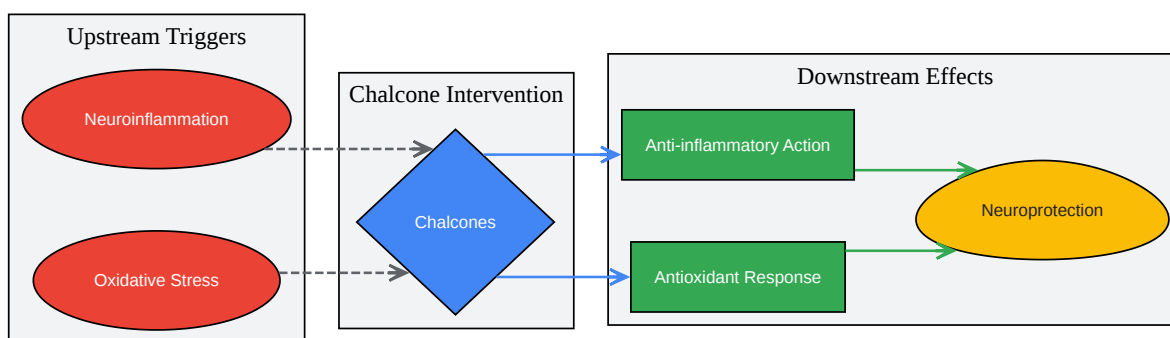 Upstream Triggers
Neuroinflammation
Oxidative Stress
Chalcone Intervention
Chalcones
Downstream Effects
Anti-inflammatory Action
Antioxidant Response
Neuroprotection